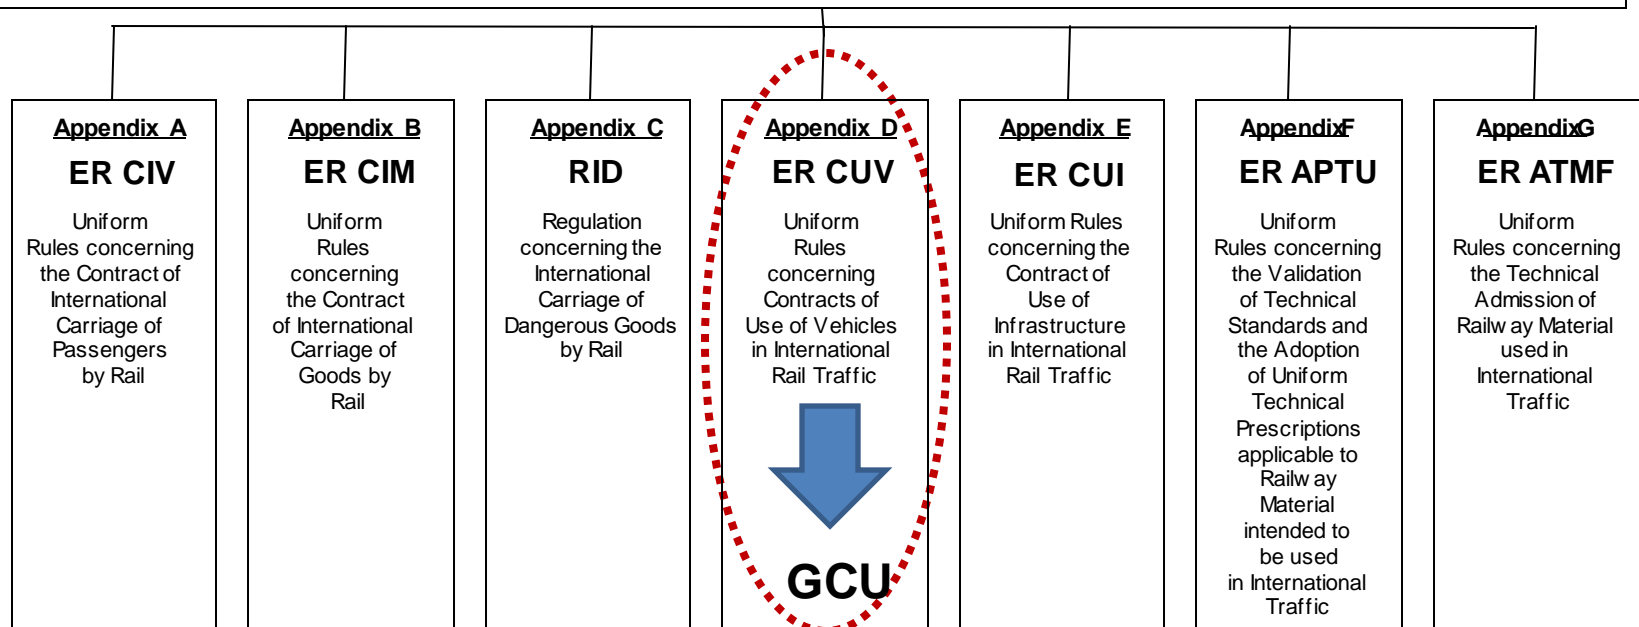 Appendix A
ER CIV
Uniform
Rules concerning
the Contract of
International
Carriage of
Passengers
by Rail
Appendix B
ER CIM
Uniform
Rules
concerning
the Contract
of International
Carriage of
Goods by
Rail
Appendix C
RID
Regulation
concerning the
International
Carriage of
Dangerous Goods
by Rail
Appendix D
ER CUV
Uniform
Rules
concerning
Contracts of
Use of Vehicles
in International
Rail Traffic
GCU
Appendix E
ER CUI
Uniform Rules
concerning the
Contract of
Use of
Infrastructure
in International
Rail Traffic
Appendix F
ER APTU
Uniform
Rules concerning
the Validation
of Technical
Standards and
the Adoption
of Uniform
Technical
Prescriptions
applicable to
Railway
Material
intended to
be used
in International
Traffic
Appendix G
ER ATMF
Uniform
Rules concerning
the Technical
Admission of
Railway Material
used in
International
Traffic